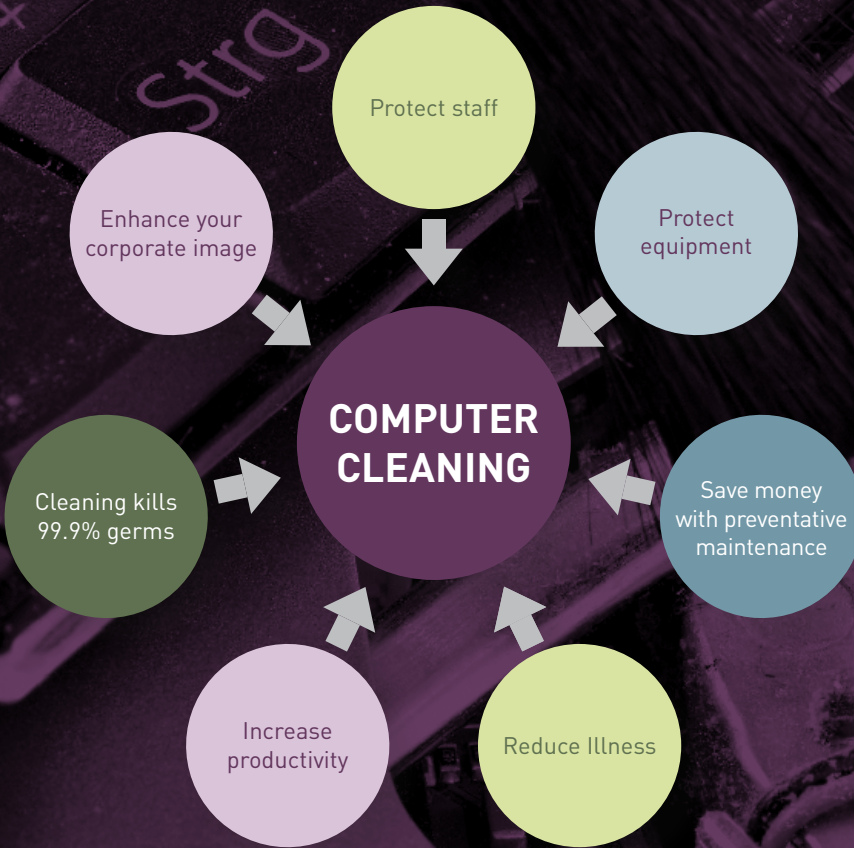 Strg
Protect staff
Enhance your
corporate image
Protect
equipment
COMPUTER
CLEANING
Cleaning kills
99.9% germs
Save money
with preventative
maintenance
Increase
productivity
Reduce Illness